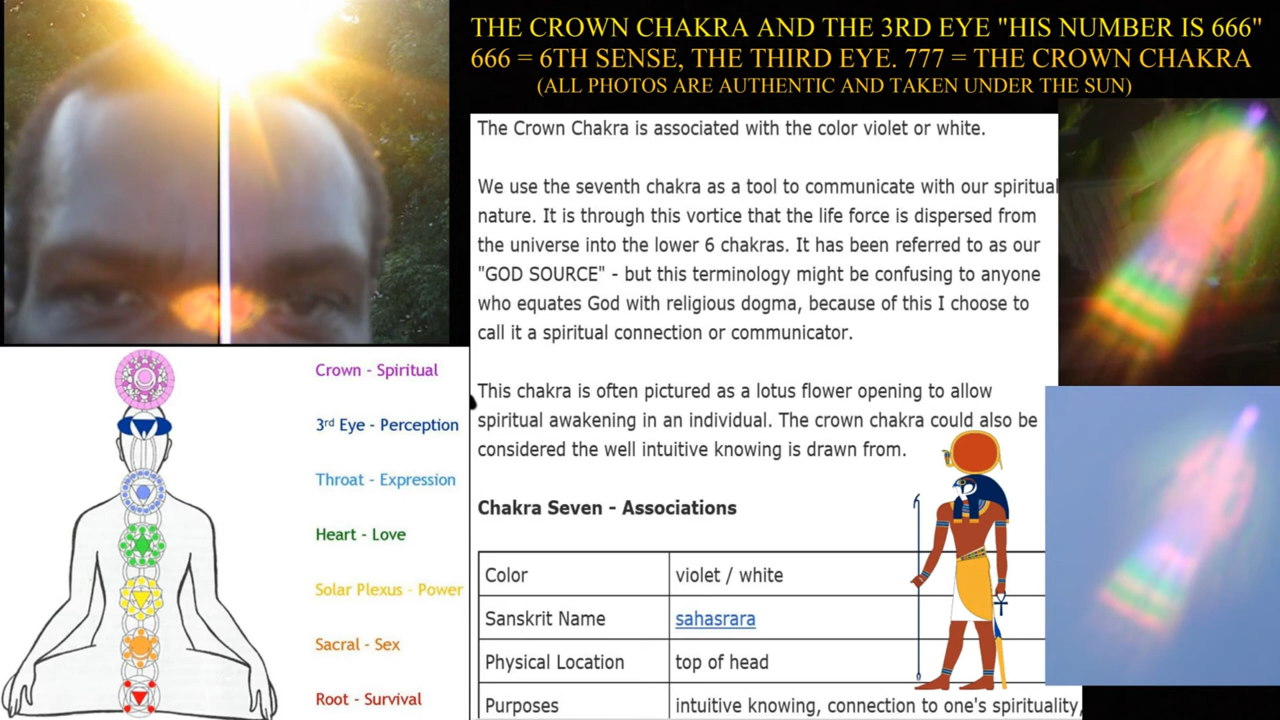 THE CROWN CHAKRA AND THE 3RD EYE "HIS NUMBER IS 666"
666 = 6TH SENSE, THE THIRD EYE. 777 = THE CROWN CHAKRA
(ALL PHOTOS ARE AUTHENTIC AND TAKEN UNDER THE SUN)
The Crown Chakra is associated with the color violet or white.
We use the seventh chakra as a tool to communicate with our spiritual
nature. It is through this vortice that the life force is dispersed from
the universe into the lower 6 chakras. It has been referred to as our
"GOD SOURCE" - but this terminology might be confusing to anyone
who equates God with religious dogma, because of this I choose to
call it a spiritual connection or communicator.
This chakra is often pictured as a lotus flower opening to allow
spiritual awakening in an individual. The crown chakra could also be
considered the well intuitive knowing is drawn from.
Chakra Seven - Associations
Color violet / white
Sanskrit Name sahasrara
Physical Location top of head
Purposes intuitive knowing, connection to one's spirituality,
Crown - Spiritual
3rd Eye - Perception
Throat - Expression
Heart - Love
Solar Plexus - Power
Sacral - Sex
Root - Survival